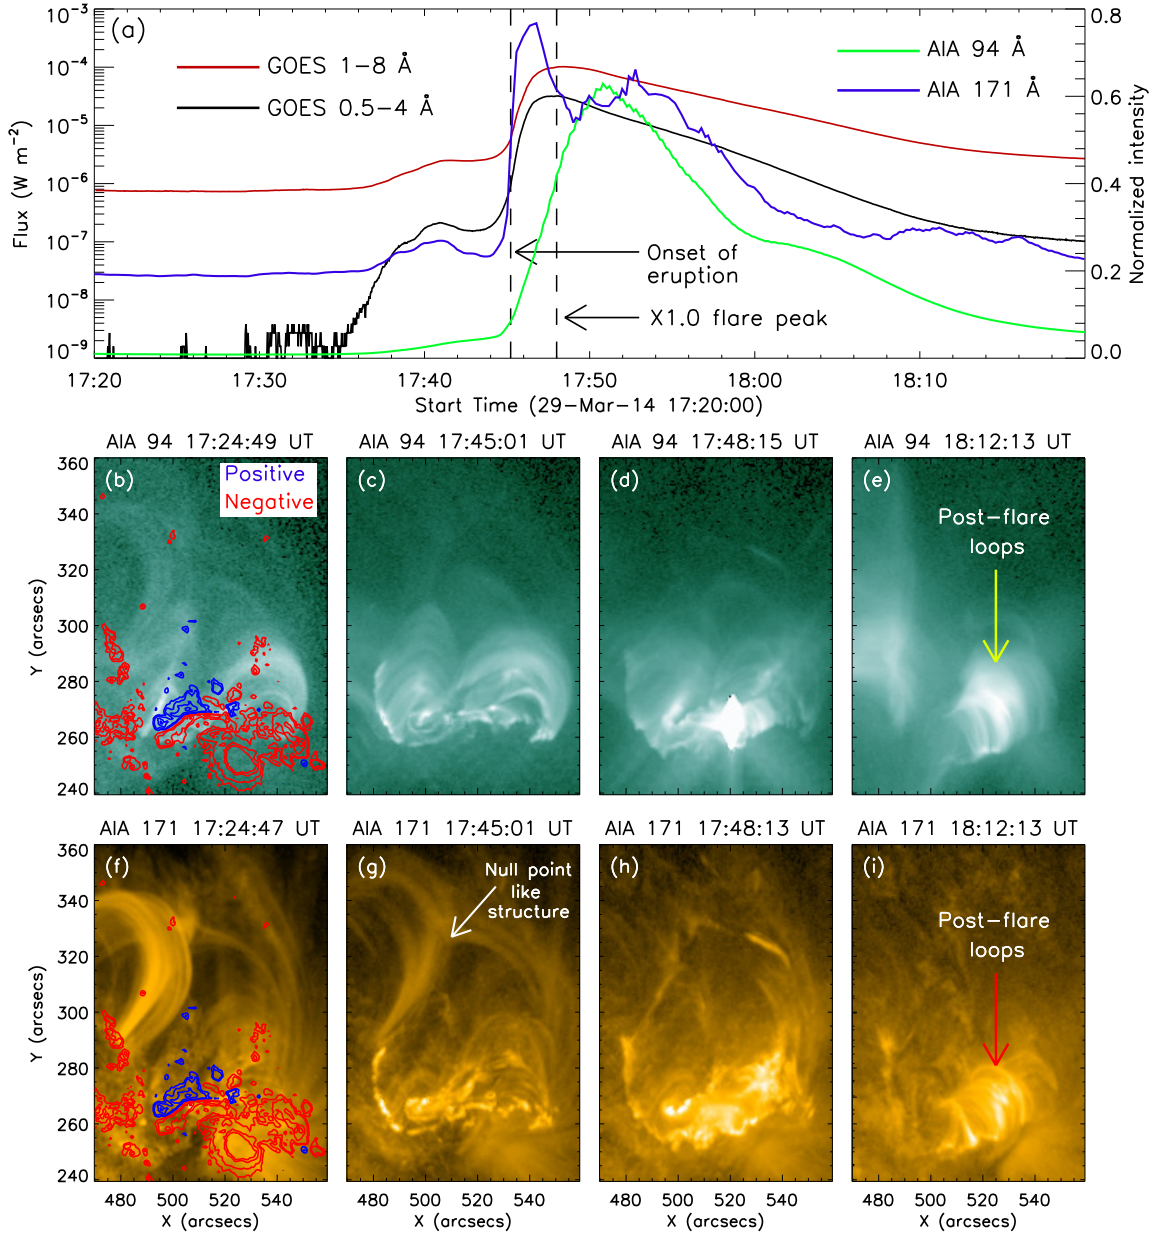 (a)
GOES 1−8 Å
GOES 0.5−4 Å
AIA 94 Å
AIA 171 Å
Onset of
eruption
X1.0 flare peak
Flux (W m⁻²)
10⁻³
10⁻⁴
10⁻⁵
10⁻⁶
10⁻⁷
10⁻⁸
10⁻⁹
Normalized intensity
0.8
0.6
0.4
0.2
0.0
17:20 17:30 17:40 17:50 18:00 18:10
Start Time (29−Mar−14 17:20:00)
AIA 94 17:24:49 UT
AIA 94 17:45:01 UT
AIA 94 17:48:15 UT
AIA 94 18:12:13 UT
(b)
Positive
Negative
(c)
(d)
(e)
Post−flare
loops
Y (arcsecs)
360
340
320
300
280
260
240
AIA 171 17:24:47 UT
AIA 171 17:45:01 UT
AIA 171 17:48:13 UT
AIA 171 18:12:13 UT
(f)
(g)
Null point
like
structure
(h)
(i)
Post−flare
loops
Y (arcsecs)
360
340
320
300
280
260
240
480 500 520 540
480 500 520 540
480 500 520 540
480 500 520 540
X (arcsecs)
X (arcsecs)
X (arcsecs)
X (arcsecs)